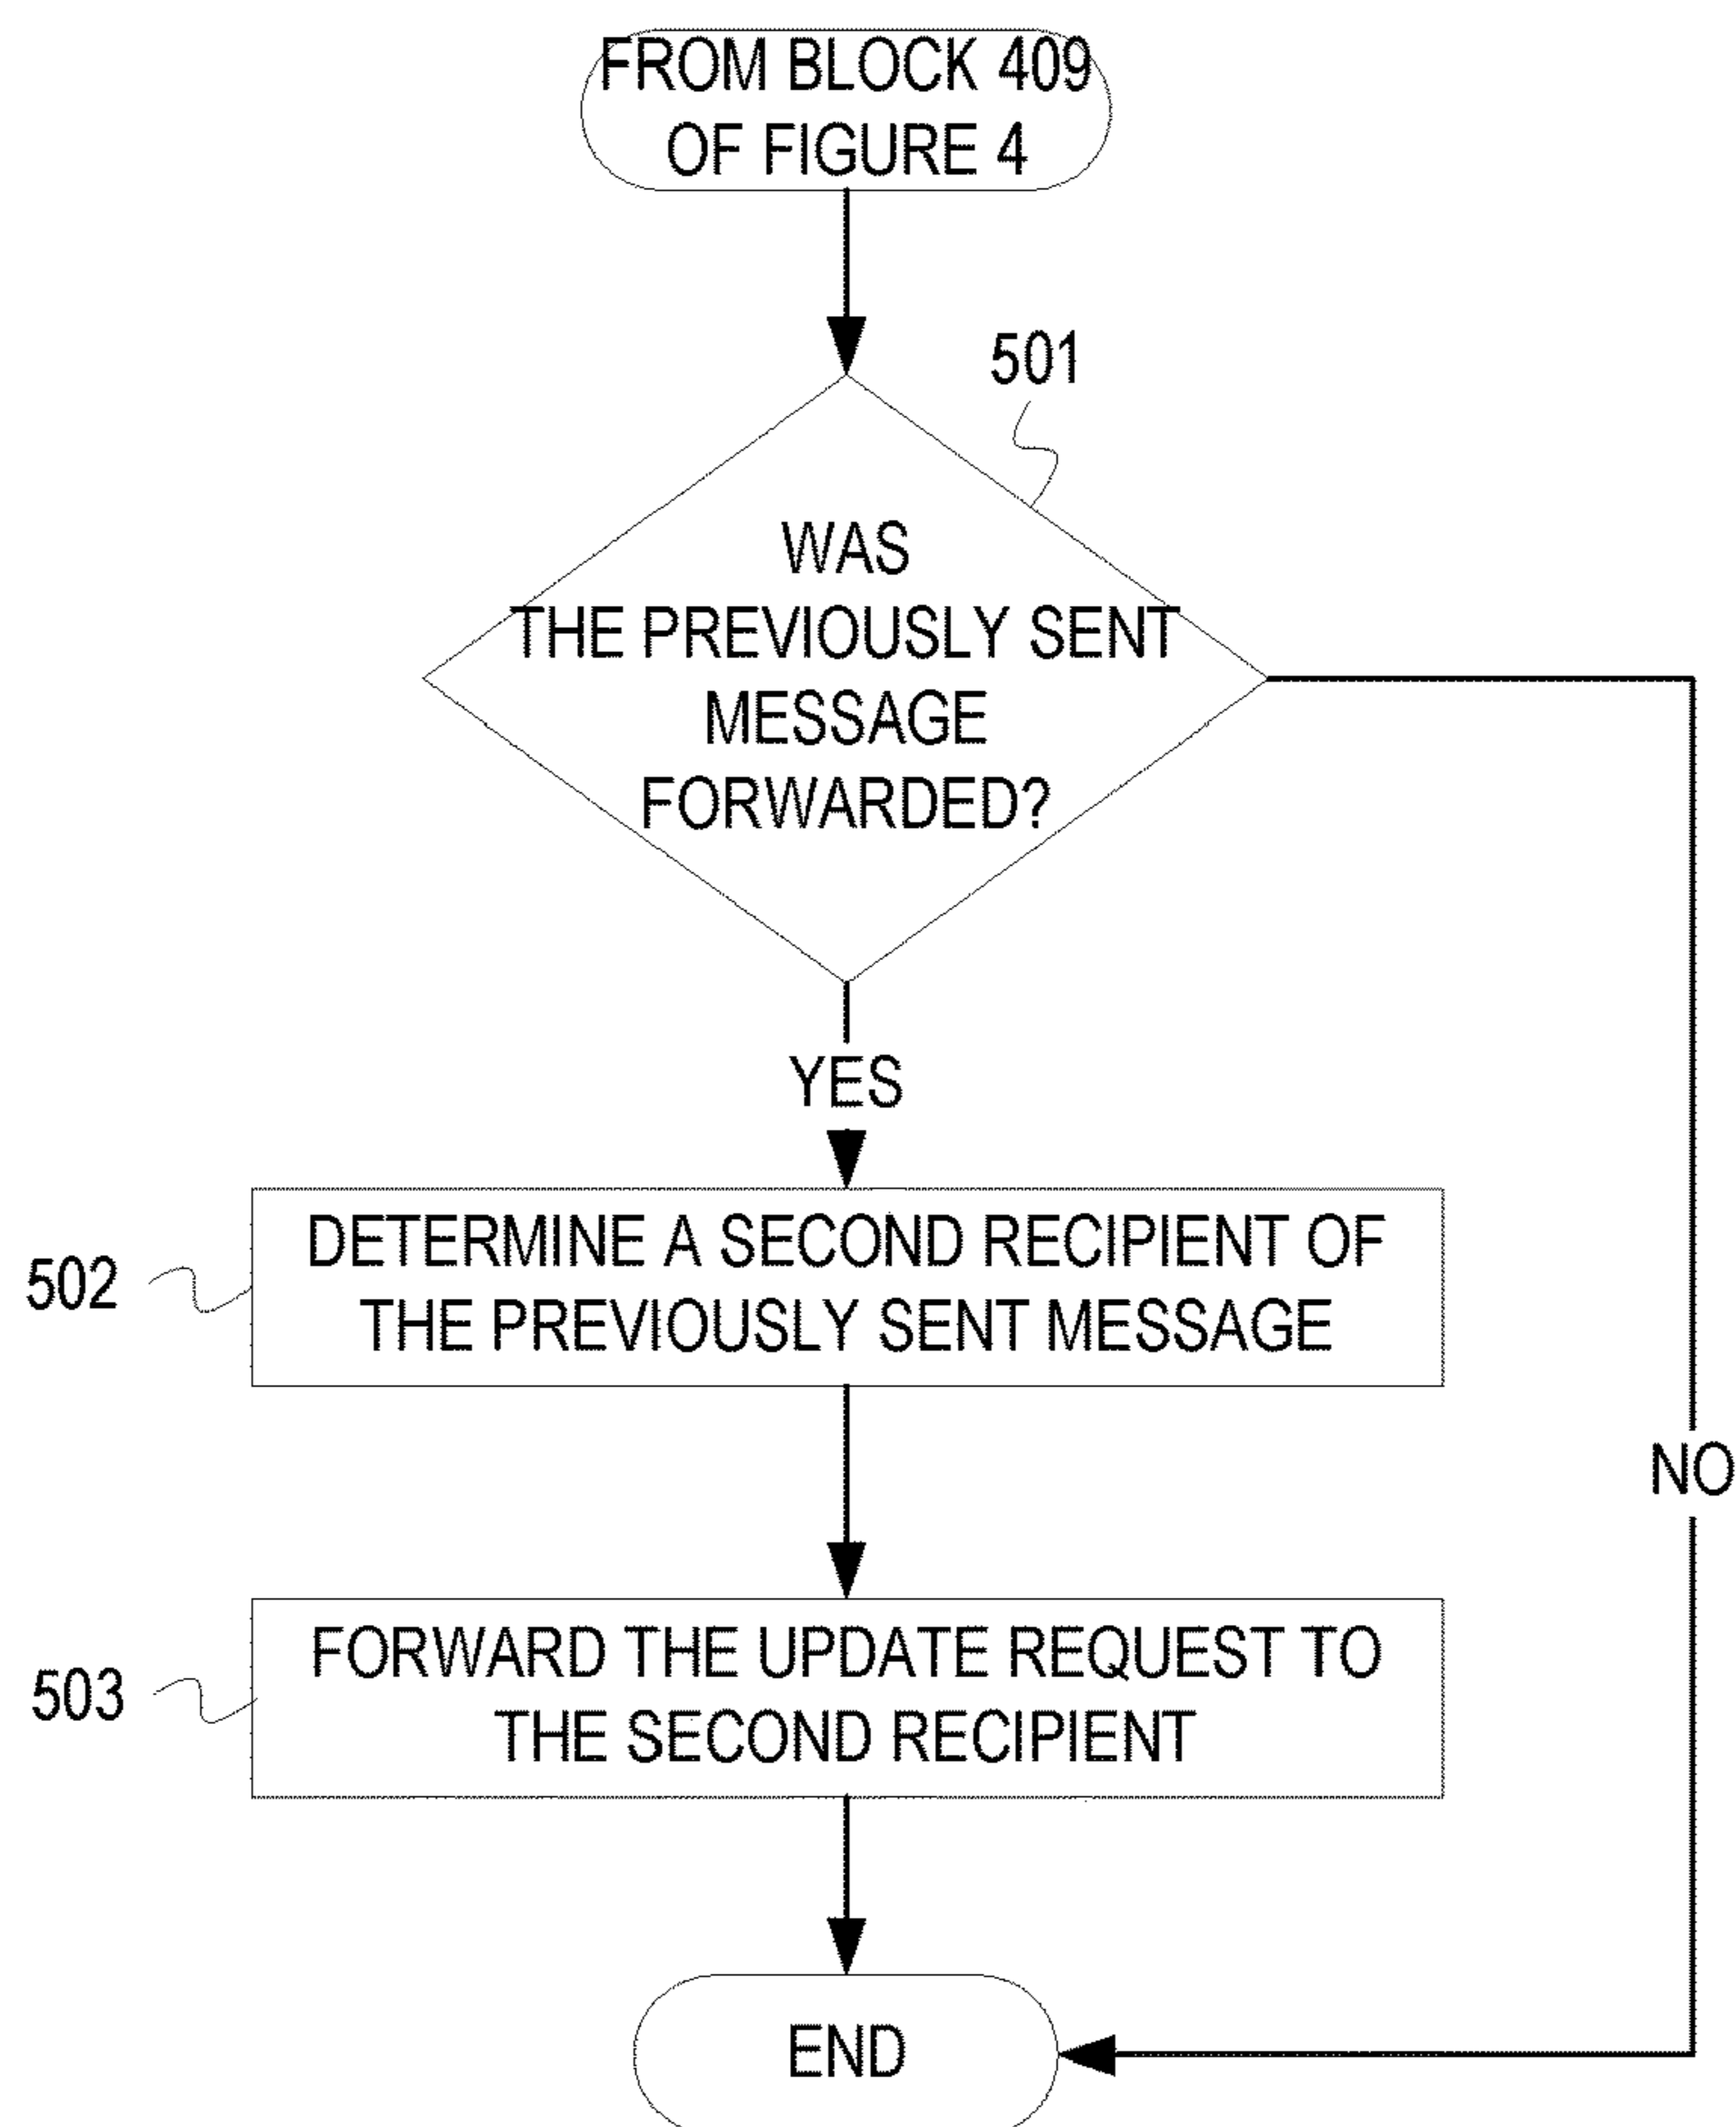 FROM BLOCK 409
OF FIGURE 4
501
WAS
THE PREVIOUSLY SENT
MESSAGE
FORWARDED?
YES
502
DETERMINE A SECOND RECIPIENT OF
THE PREVIOUSLY SENT MESSAGE
NO
503
FORWARD THE UPDATE REQUEST TO
THE SECOND RECIPIENT
END